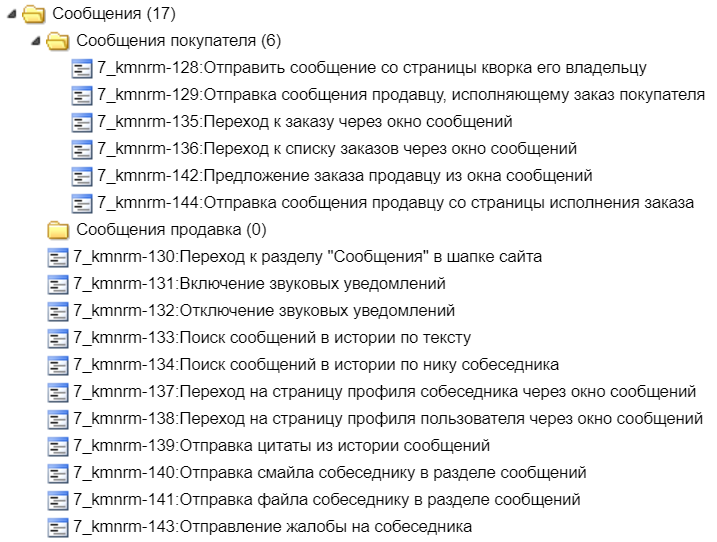 Сообщения (17)
Сообщения покупателя (6)
7_kmnrm-128:Отправить сообщение со страницы кворка его владельцу
7_kmnrm-129:Отправка сообщения продавцу, исполняющему заказ покупателя
7_kmnrm-135:Переход к заказу через окно сообщений
7_kmnrm-136:Переход к списку заказов через окно сообщений
7_kmnrm-142:Предложение заказа продавцу из окна сообщений
7_kmnrm-144:Отправка сообщения продавцу со страницы исполнения заказа
Сообщения продавка (0)
7_kmnrm-130:Переход к разделу "Сообщения" в шапке сайта
7_kmnrm-131:Включение звуковых уведомлений
7_kmnrm-132:Отключение звуковых уведомлений
7_kmnrm-133:Поиск сообщений в истории по тексту
7_kmnrm-134:Поиск сообщений в истории по нику собеседника
7_kmnrm-137:Переход на страницу профиля собеседника через окно сообщений
7_kmnrm-138:Переход на страницу профиля пользователя через окно сообщений
7_kmnrm-139:Отправка цитаты из истории сообщений
7_kmnrm-140:Отправка смайла собеседнику в разделе сообщений
7_kmnrm-141:Отправка файла собеседнику в разделе сообщений
7_kmnrm-143:Отправление жалобы на собеседника